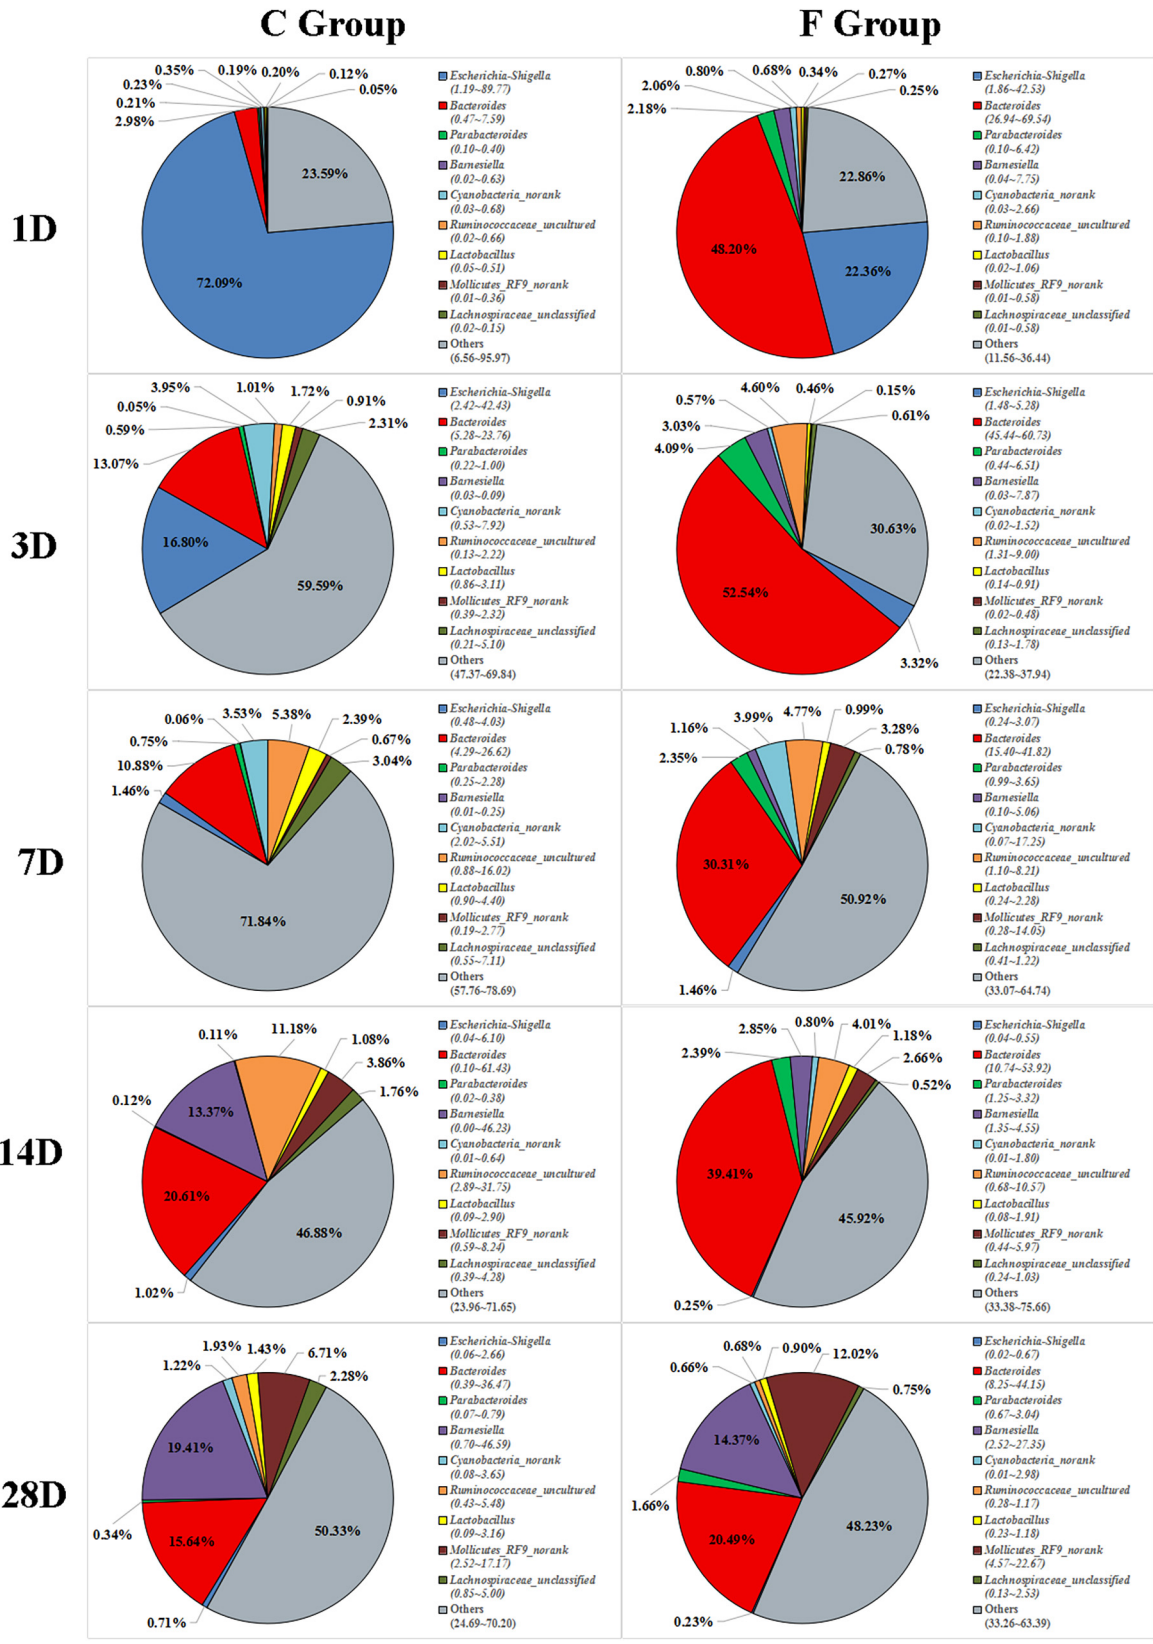 C Group
F Group
1D
0.35%
0.19%
0.20%
0.12%
0.23%
0.05%
0.21%
2.98%
23.59%
72.09%
Escherichia-Shigella
(1.19~89.77)
Bacteroides
(0.47~7.59)
Parabacteroides
(0.10~0.40)
Barnesiella
(0.02~0.63)
Cyanobacteria_norank
(0.03~0.68)
Ruminococcaceae_uncultured
(0.02~0.66)
Lactobacillus
(0.05~0.51)
Mollicutes_RF9_norank
(0.01~0.36)
Lachnospiraceae_unclassified
(0.02~0.15)
Others
(6.56~95.97)
0.80%
0.68%
0.34%
0.27%
2.06%
0.25%
2.18%
22.86%
48.20%
22.36%
Escherichia-Shigella
(1.86~42.53)
Bacteroides
(26.94~69.54)
Parabacteroides
(0.10~6.42)
Barnesiella
(0.04~7.75)
Cyanobacteria_norank
(0.03~2.66)
Ruminococcaceae_uncultured
(0.10~1.88)
Lactobacillus
(0.02~1.06)
Mollicutes_RF9_norank
(0.01~0.58)
Lachnospiraceae_unclassified
(0.01~0.58)
Others
(11.56~36.44)
3D
3.95%
1.01%
1.72%
0.91%
0.05%
2.31%
0.59%
13.07%
16.80%
59.59%
Escherichia-Shigella
(2.42~42.43)
Bacteroides
(5.28~23.76)
Parabacteroides
(0.22~1.00)
Barnesiella
(0.03~0.09)
Cyanobacteria_norank
(0.53~7.92)
Ruminococcaceae_uncultured
(0.13~2.22)
Lactobacillus
(0.86~3.11)
Mollicutes_RF9_norank
(0.39~2.32)
Lachnospiraceae_unclassified
(0.21~5.10)
Others
(47.37~69.84)
4.60%
0.46%
0.15%
0.57%
0.61%
3.03%
4.09%
30.63%
52.54%
3.32%
Escherichia-Shigella
(1.48~5.28)
Bacteroides
(45.44~60.73)
Parabacteroides
(0.44~6.51)
Barnesiella
(0.03~7.87)
Cyanobacteria_norank
(0.02~1.52)
Ruminococcaceae_uncultured
(1.31~9.00)
Lactobacillus
(0.14~0.91)
Mollicutes_RF9_norank
(0.02~0.48)
Lachnospiraceae_unclassified
(0.13~1.78)
Others
(22.38~37.94)
7D
3.53%
5.38%
2.39%
0.06%
0.67%
0.75%
3.04%
10.88%
1.46%
71.84%
Escherichia-Shigella
(0.48~4.03)
Bacteroides
(4.29~26.62)
Parabacteroides
(0.25~2.28)
Barnesiella
(0.01~0.25)
Cyanobacteria_norank
(2.02~5.51)
Ruminococcaceae_uncultured
(0.88~16.02)
Lactobacillus
(0.90~4.40)
Mollicutes_RF9_norank
(0.19~2.77)
Lachnospiraceae_unclassified
(0.55~7.11)
Others
(57.76~78.69)
3.99%
4.77%
0.99%
1.16%
3.28%
2.35%
0.78%
30.31%
50.92%
1.46%
Escherichia-Shigella
(0.24~3.07)
Bacteroides
(15.40~41.82)
Parabacteroides
(0.99~3.65)
Barnesiella
(0.10~5.06)
Cyanobacteria_norank
(0.07~17.25)
Ruminococcaceae_uncultured
(1.10~8.21)
Lactobacillus
(0.24~2.28)
Mollicutes_RF9_norank
(0.28~14.05)
Lachnospiraceae_unclassified
(0.41~1.22)
Others
(33.07~64.74)
14D
0.11%
11.18%
1.08%
3.86%
1.76%
0.12%
13.37%
20.61%
46.88%
1.02%
Escherichia-Shigella
(0.04~6.10)
Bacteroides
(0.10~61.43)
Parabacteroides
(0.02~0.38)
Barnesiella
(0.00~46.23)
Cyanobacteria_norank
(0.01~0.64)
Ruminococcaceae_uncultured
(2.89~31.75)
Lactobacillus
(0.09~2.90)
Mollicutes_RF9_norank
(0.59~8.24)
Lachnospiraceae_unclassified
(0.39~4.28)
Others
(23.96~71.65)
2.85%
0.80%
4.01%
1.18%
2.39%
2.66%
0.52%
39.41%
45.92%
0.25%
Escherichia-Shigella
(0.04~0.55)
Bacteroides
(10.74~53.92)
Parabacteroides
(1.25~3.32)
Barnesiella
(1.35~4.55)
Cyanobacteria_norank
(0.01~1.80)
Ruminococcaceae_uncultured
(0.68~10.57)
Lactobacillus
(0.08~1.91)
Mollicutes_RF9_norank
(0.44~5.97)
Lachnospiraceae_unclassified
(0.24~1.03)
Others
(33.38~75.66)
28D
1.93%
1.43%
6.71%
1.22%
2.28%
19.41%
0.34%
15.64%
50.33%
0.71%
Escherichia-Shigella
(0.06~2.66)
Bacteroides
(0.39~36.47)
Parabacteroides
(0.07~0.79)
Barnesiella
(0.70~46.59)
Cyanobacteria_norank
(0.08~3.65)
Ruminococcaceae_uncultured
(0.43~5.48)
Lactobacillus
(0.09~3.16)
Mollicutes_RF9_norank
(2.52~17.17)
Lachnospiraceae_unclassified
(0.85~5.00)
Others
(24.69~70.20)
0.68%
0.90%
12.02%
0.66%
0.75%
14.37%
1.66%
20.49%
48.23%
0.23%
Escherichia-Shigella
(0.02~0.67)
Bacteroides
(8.25~44.15)
Parabacteroides
(0.67~3.04)
Barnesiella
(2.52~27.35)
Cyanobacteria_norank
(0.01~2.98)
Ruminococcaceae_uncultured
(0.28~1.17)
Lactobacillus
(0.23~1.18)
Mollicutes_RF9_norank
(4.57~22.67)
Lachnospiraceae_unclassified
(0.13~2.53)
Others
(33.26~63.39)